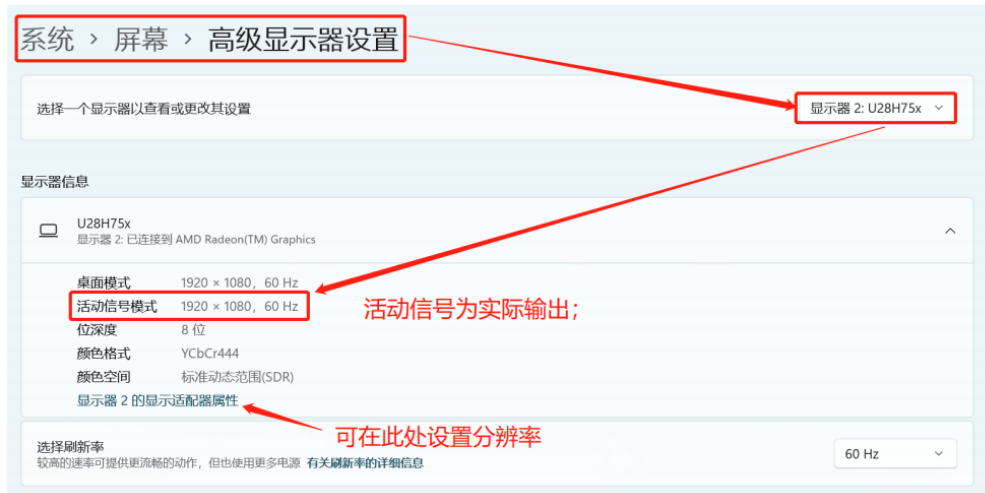 系统 › 屏幕 › 高级显示器设置
选择一个显示器以查看或更改其设置
显示器 2: U28H75x
显示器信息
U28H75x
显示器 2: 已连接到 AMD Radeon(TM) Graphics
桌面模式 1920 × 1080, 60 Hz
活动信号模式 1920 × 1080, 60 Hz
活动信号为实际输出；
位深度 8 位
颜色格式 YCbCr444
颜色空间 标准动态范围(SDR)
显示器 2 的显示适配器属性
可在此处设置分辨率
选择刷新率
较高的速率可提供更流畅的动作，但也使用更多电源 有关刷新率的详细信息
60 Hz